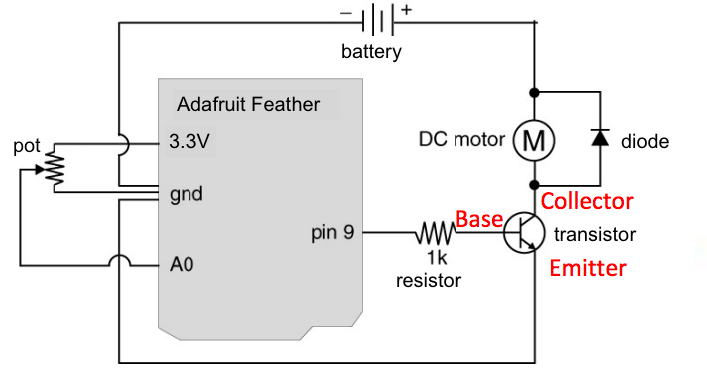 − +
battery
Adafruit Feather
pot
3.3V
DC motor
M
diode
gnd
Collector
Base
pin 9
transistor
1k
A0
Emitter
resistor